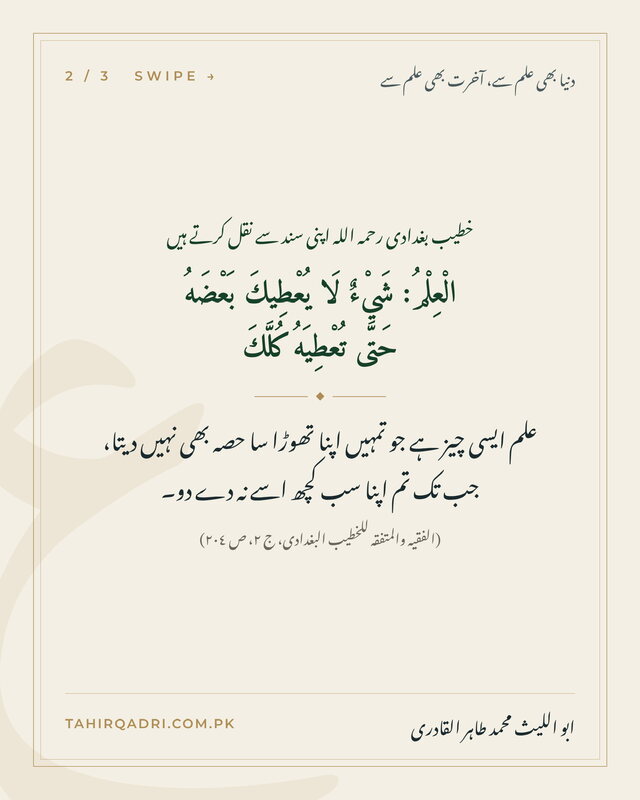 2 / 3 SWIPE →
دنیا بھی علم سے، آخرت بھی علم سے
خطیب بغدادی رحمہ اللہ اپنی سند سے نقل کرتے ہیں
الْعِلْمُ: شَيْءٌ لَا يُعْطِيكَ بَعْضَهُ
حَتَّى تُعْطِيَهُ كُلَّكَ
علم ایسی چیز ہے جو تمہیں اپنا تھوڑا سا حصہ بھی نہیں دیتا،
جب تک تم اپنا سب کچھ اسے نہ دے دو۔
(الفقیہ والمتفقہ للخطیب البغدادی، ج ٢، ص ٢٠٤)
TAHIRQADRI.COM.PK
ابو اللیث محمد طاہر القادری